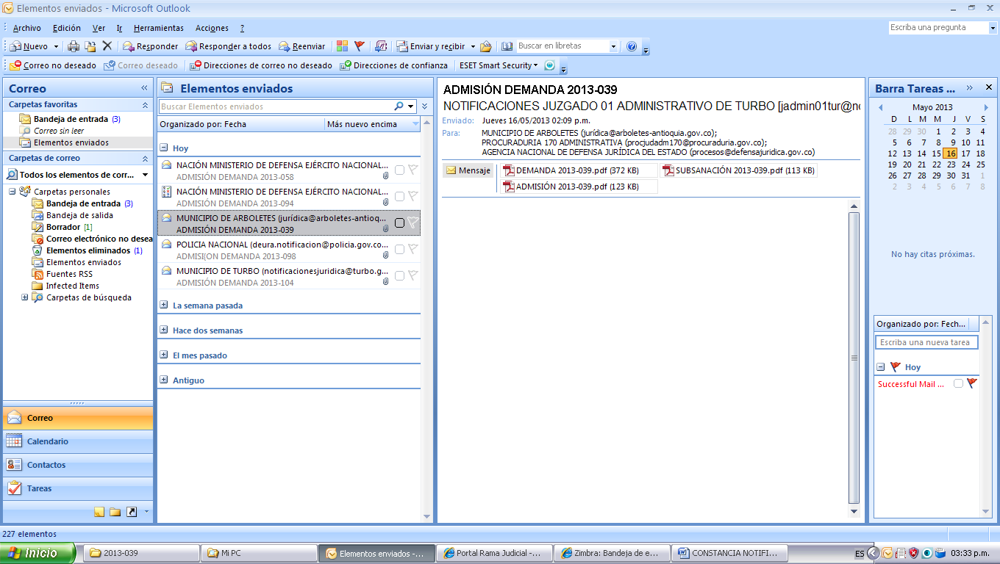 Elementos enviados - Microsoft Outlook
Archivo Edición Ver Ir Herramientas Acciones ?
Escriba una pregunta
Nuevo Responder Responder a todos Reenviar Enviar y recibir Buscar en libretas
Correo no deseado Correo deseado Direcciones de correo no deseado Direcciones de confianza ESET Smart Security
Correo
Carpetas favoritas
Bandeja de entrada (3)
Correo sin leer
Elementos enviados
Carpetas de correo
Todos los elementos de corr...
Carpetas personales
Bandeja de entrada (3)
Bandeja de salida
Borrador [1]
Correo electrónico no desea
Elementos eliminados (1)
Elementos enviados
Fuentes RSS
Infected Items
Carpetas de búsqueda
Correo
Calendario
Contactos
Tareas
Elementos enviados
Buscar Elementos enviados
Organizado por: Fecha Más nuevo encima
Hoy
NACIÓN MINISTERIO DE DEFENSA EJÉRCITO NACIONAL...
ADMISIÓN DEMANDA 2013-058
NACIÓN MINISTERIO DE DEFENSA EJÉRCITO NACIONAL...
ADMISIÓN DEMANDA 2013-094
MUNICIPIO DE ARBOLETES (jurídica@arboletes-antioq...
ADMISIÓN DEMANDA 2013-039
POLICIA NACIONAL (deura.notificacion@policia.gov.co...
ADMISI{ON DEMANDA 2013-098
MUNICIPIO DE TURBO (notificacionesjuridica@turbo.g...
ADMISIÓN DEMANDA 2013-104
La semana pasada
Hace dos semanas
El mes pasado
Antiguo
ADMISIÓN DEMANDA 2013-039
NOTIFICACIONES JUZGADO 01 ADMINISTRATIVO DE TURBO [jadmin01tur@no
Enviado: Jueves 16/05/2013 02:09 p.m.
Para: MUNICIPIO DE ARBOLETES (jurídica@arboletes-antioquia.gov.co);
PROCURADURIA 170 ADMINISTRATIVA (procjudadm170@procuraduria.gov.co);
AGENCIA NACIONAL DE DEFENSA JURÍDICA DEL ESTADO (procesos@defensajuridica.gov.co)
Mensaje DEMANDA 2013-039.pdf (372 KB) SUBSANACIÓN 2013-039.pdf (113 KB)
ADMISIÓN 2013-039.pdf (123 KB)
Barra Tareas ...
Mayo 2013
D L M M J V S
28 29 30 1 2 3 4
5 6 7 8 9 10 11
12 13 14 15 16 17 18
19 20 21 22 23 24 25
26 27 28 29 30 31 1
2 3 4 5 6 7 8
No hay citas próximas.
Organizado por: Fech...
Escriba una nueva tarea
Hoy
Successful Mail ...
227 elementos
Inicio 2013-039 Mi PC Elementos enviados -... Portal Rama Judicial -... Zimbra: Bandeja de e... CONSTANCIA NOTIFI... ES 03:33 p.m.